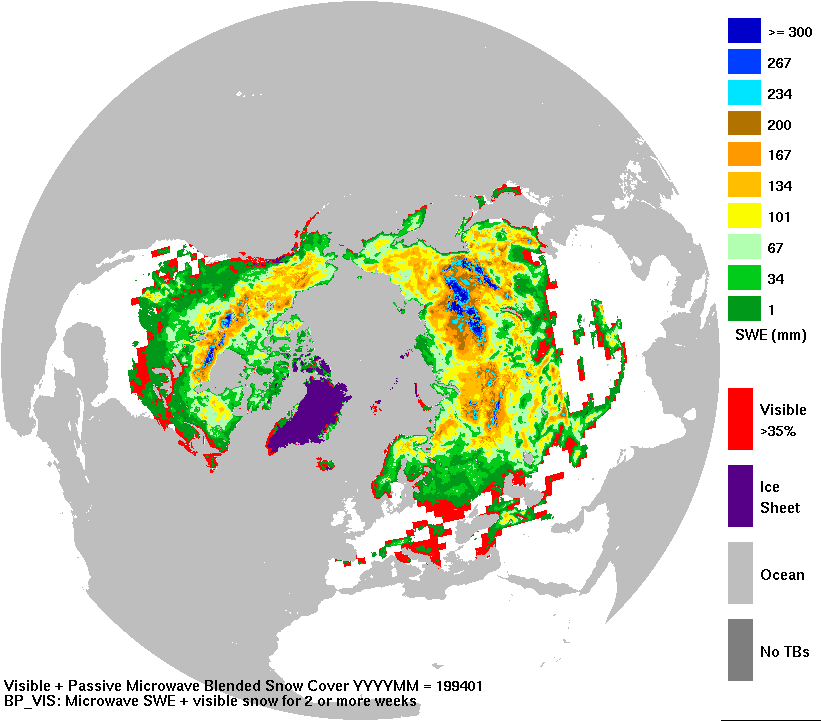 >= 300
267
234
200
167
134
101
67
34
1
SWE (mm)
Visible
>35%
Ice
Sheet
Ocean
No TBs
Visible + Passive Microwave Blended Snow Cover YYYYMM = 199401
BP_VIS: Microwave SWE + visible snow for 2 or more weeks